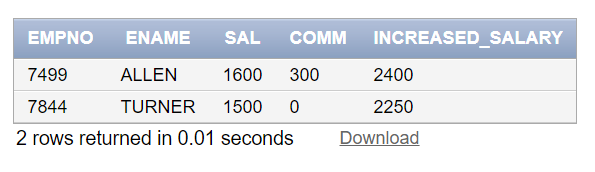 EMPNO ENAME SAL COMM INCREASED_SALARY
7499 ALLEN 1600 300 2400
7844 TURNER 1500 0 2250
2 rows returned in 0.01 seconds Download